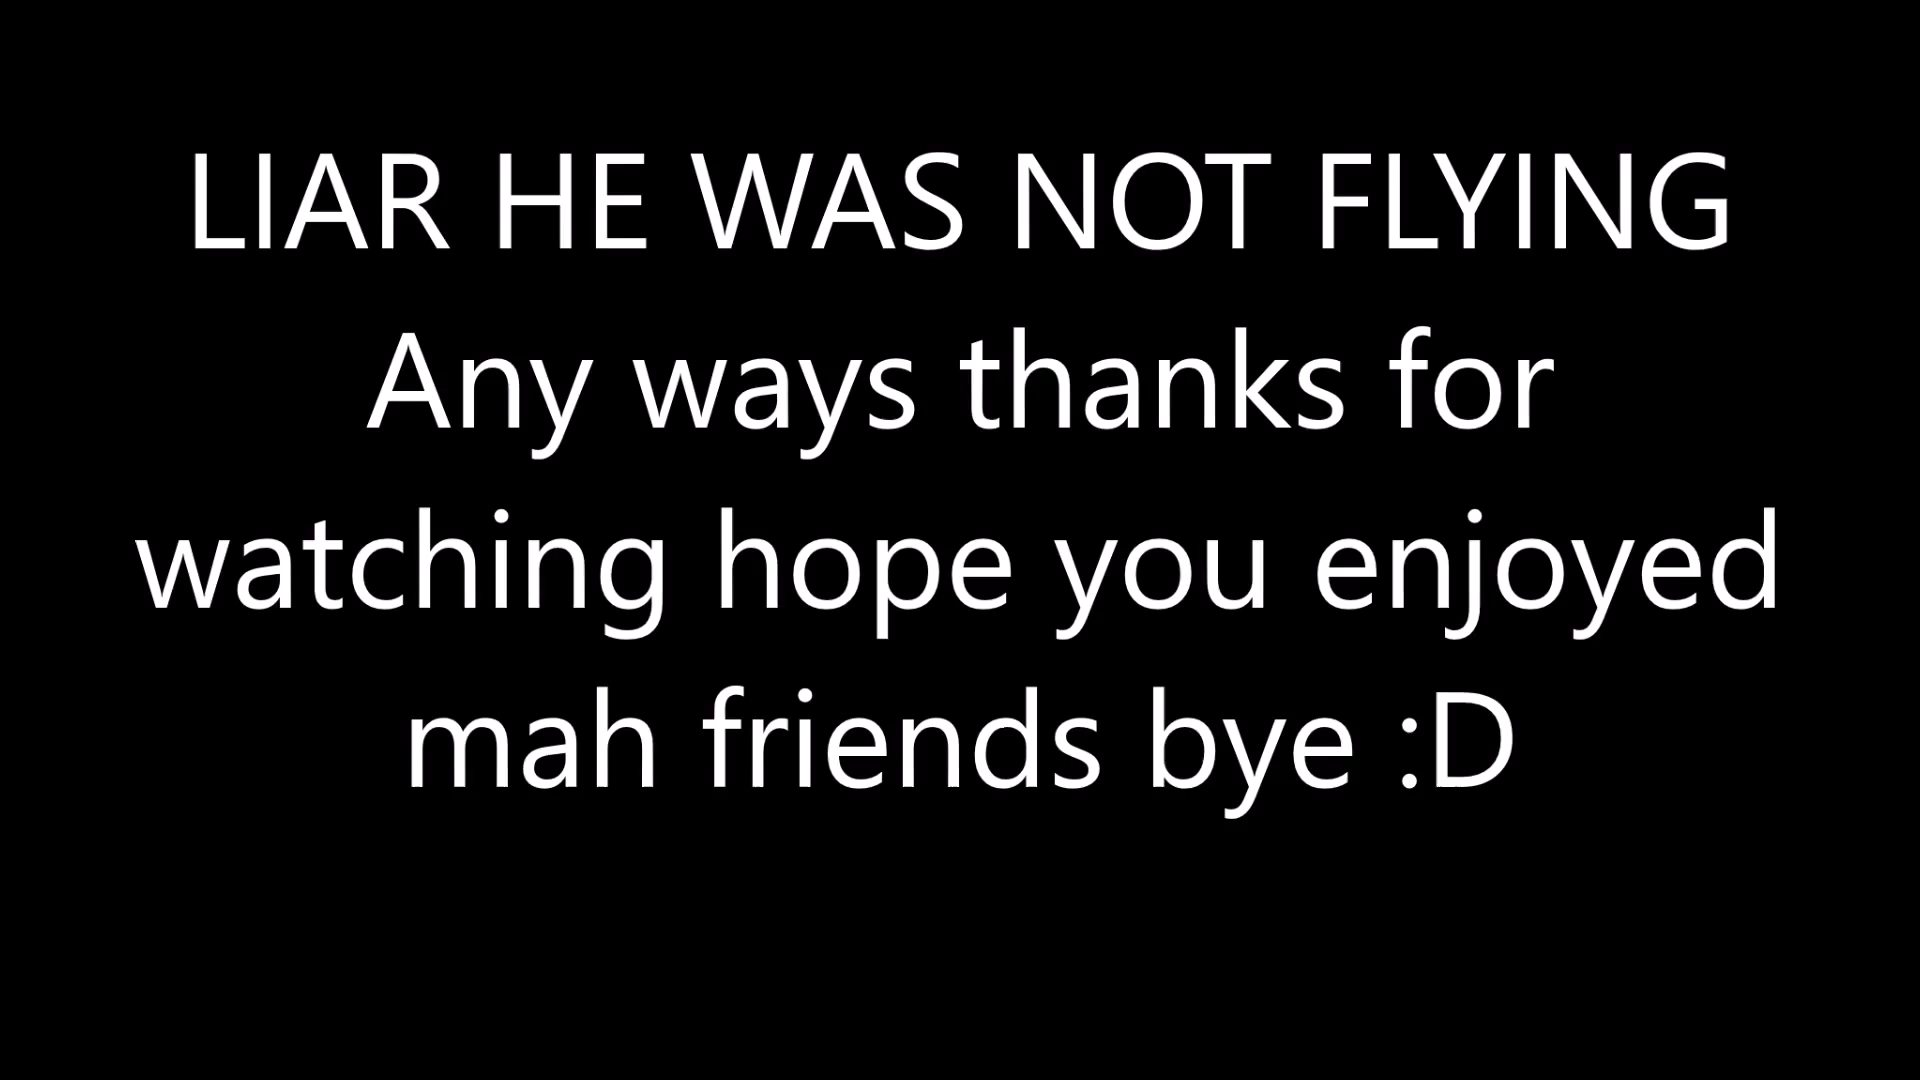 LIAR HE WAS NOT FLYING
Any ways thanks for
watching hope you enjoyed
mah friends bye :D